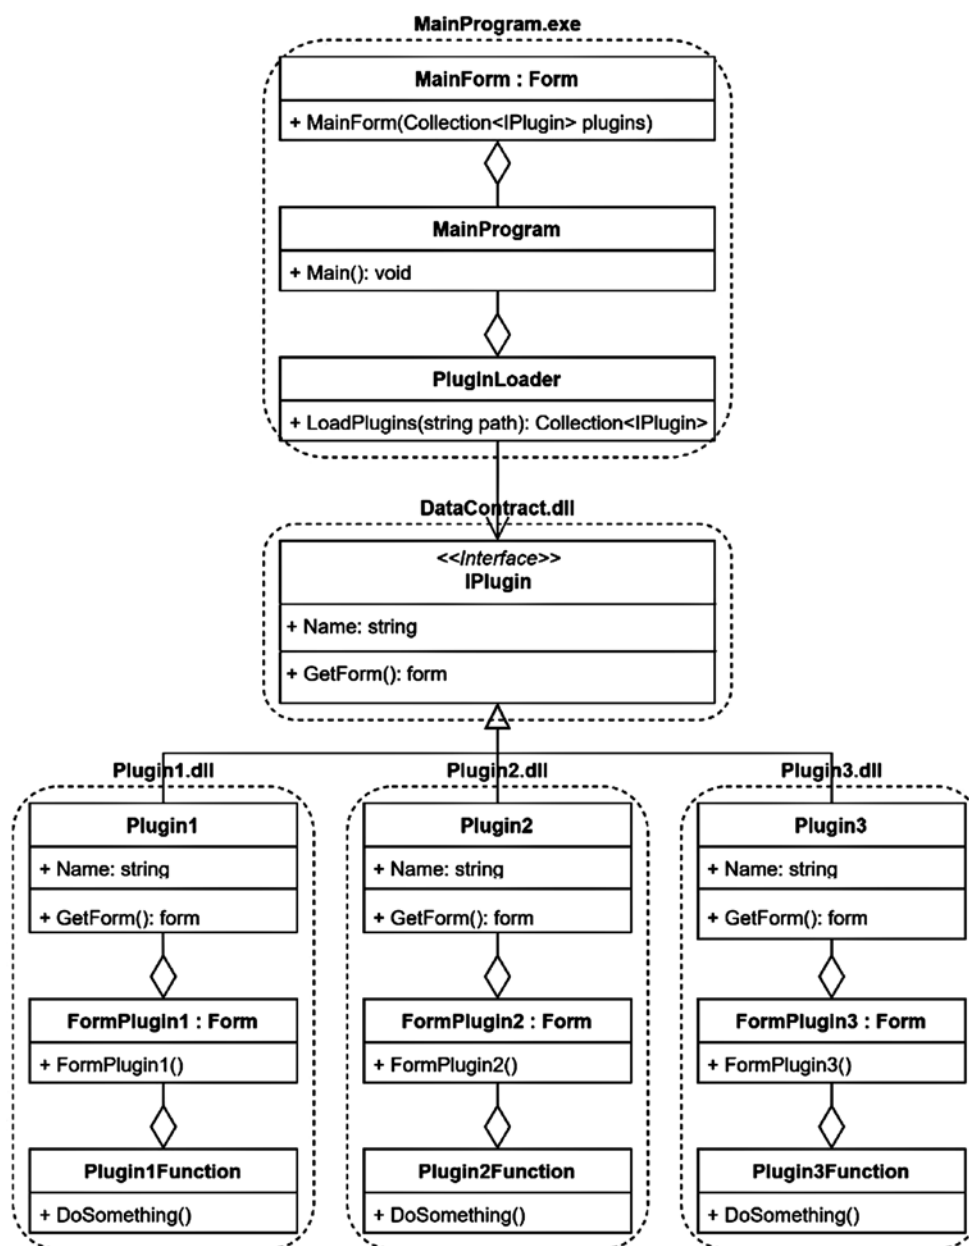 MainProgram.exe
MainForm : Form
+ MainForm(Collection<IPlugin> plugins)
MainProgram
+ Main(): void
PluginLoader
+ LoadPlugins(string path): Collection<IPlugin>
DataContract.dll
<<Interface>>
IPlugin
+ Name: string
+ GetForm(): form
Plugin1.dll
Plugin1
+ Name: string
+ GetForm(): form
FormPlugin1 : Form
+ FormPlugin1()
Plugin1Function
+ DoSomething()
Plugin2.dll
Plugin2
+ Name: string
+ GetForm(): form
FormPlugin2 : Form
+ FormPlugin2()
Plugin2Function
+ DoSomething()
Plugin3.dll
Plugin3
+ Name: string
+ GetForm(): form
FormPlugin3 : Form
+ FormPlugin3()
Plugin3Function
+ DoSomething()